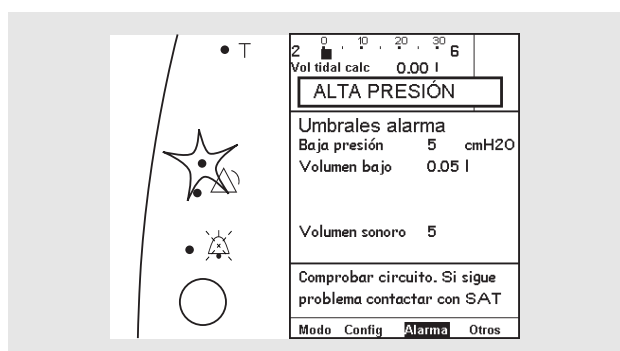 T
0 10 20 30
2 6
Vol tidal calc 0.00 l
ALTA PRESIÓN
Umbrales alarma
Baja presión 5 cmH2O
Volumen bajo 0.05 l
Volumen sonoro 5
Comprobar circuito. Si sigue
problema contactar con SAT
Modo Config Alarma Otros